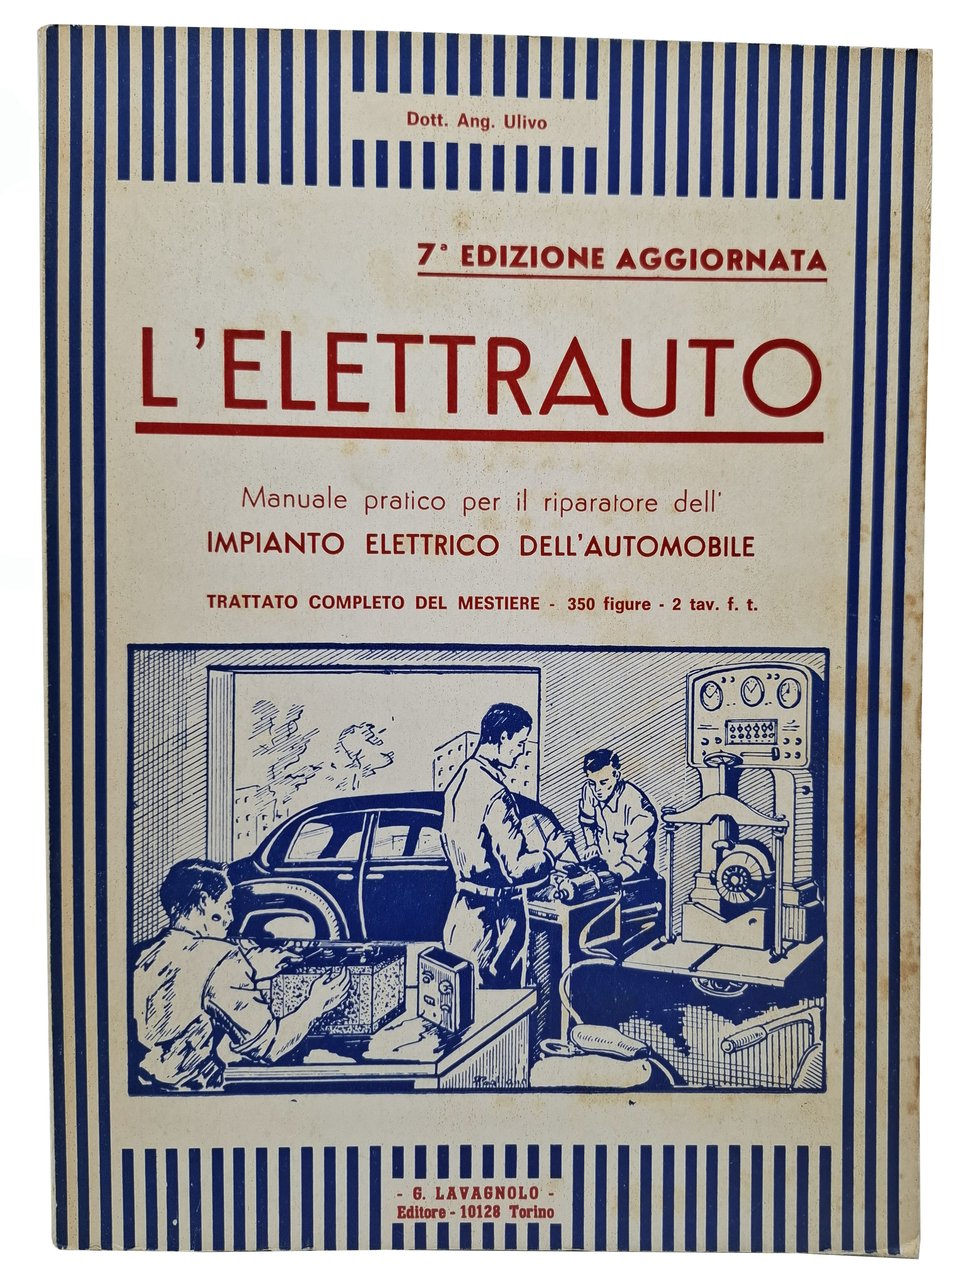 Dott. Ang. Ulivo
7ª EDIZIONE AGGIORNATA
L'ELETTRAUTO
Manuale pratico per il riparatore dell'
IMPIANTO ELETTRICO DELL'AUTOMOBILE
TRATTATO COMPLETO DEL MESTIERE - 350 figure - 2 tav. f. t.
- G. LAVAGNOLO -
Editore - 10128 Torino